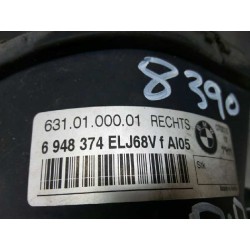 8390
631.01.000.01 RECHTS
6 948 374 ELJ68V f AI05